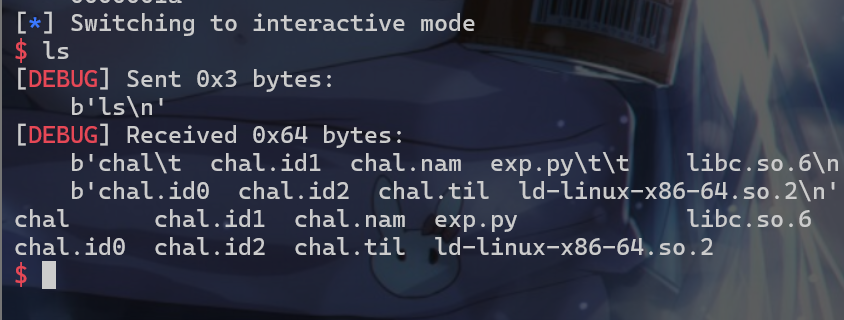 [*] Switching to interactive mode
$ ls
[DEBUG] Sent 0x3 bytes:
    b'ls\n'
[DEBUG] Received 0x64 bytes:
    b'chal\t  chal.id1  chal.nam  exp.py\t\t    libc.so.6\n
    b'chal.id0  chal.id2  chal.til  ld-linux-x86-64.so.2\n'
chal      chal.id1  chal.nam  exp.py            libc.so.6
chal.id0  chal.id2  chal.til  ld-linux-x86-64.so.2
$